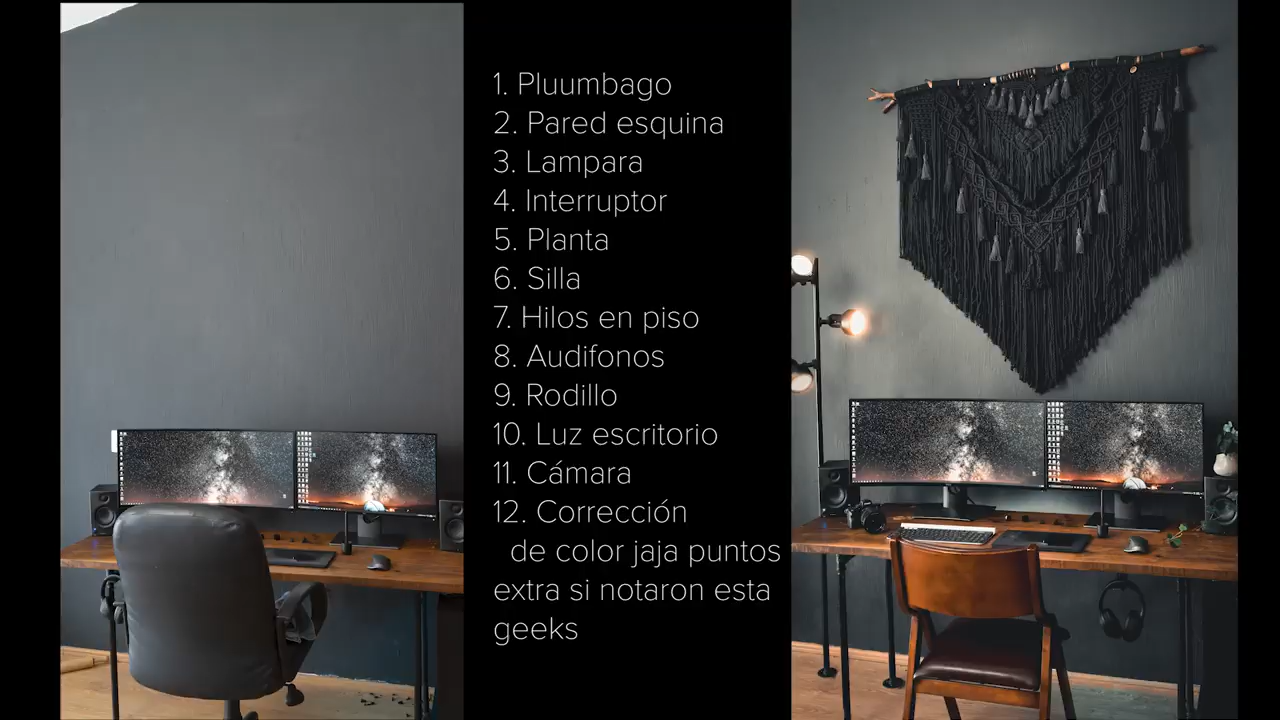 1. Pluumbago
2. Pared esquina
3. Lampara
4. Interruptor
5. Planta
6. Silla
7. Hilos en piso
8. Audifonos
9. Rodillo
10. Luz escritorio
11. Cámara
12. Corrección
de color jaja puntos
extra si notaron esta
geeks